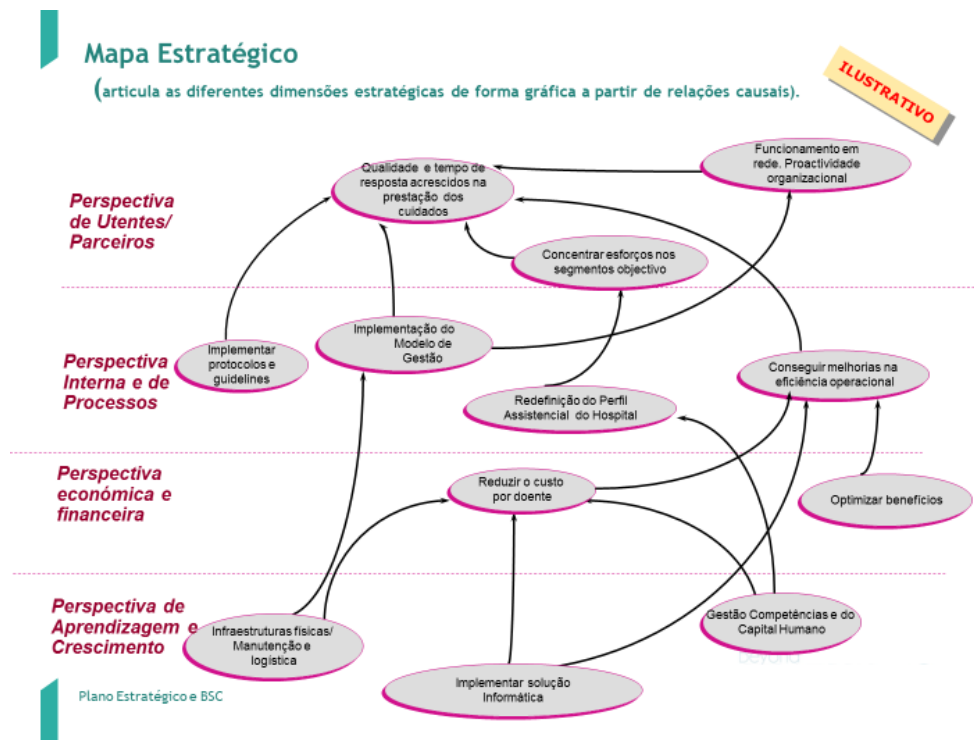 Mapa Estratégico
(articula as diferentes dimensões estratégicas de forma gráfica a partir de relações causais).
ILUSTRATIVO
Perspectiva
de Utentes/
Parceiros
Qualidade e tempo de
resposta acrescidos na
prestação dos
cuidados
Funcionamento em
rede. Proactividade
organizacional
Concentrar esforços nos
segmentos objectivo
Perspectiva
Interna e de
Processos
Implementar
protocolos e
guidelines
Implementação do
Modelo de
Gestão
Redefinição do Perfil
Assistencial do Hospital
Conseguir melhorias na
eficiência operacional
Perspectiva
económica e
financeira
Reduzir o custo
por doente
Optimizar benefícios
Perspectiva de
Aprendizagem e
Crescimento
Infraestruturas físicas/
Manutenção e
logística
Implementar solução
Informática
Gestão Competências e do
Capital Humano
beyond
Plano Estratégico e BSC